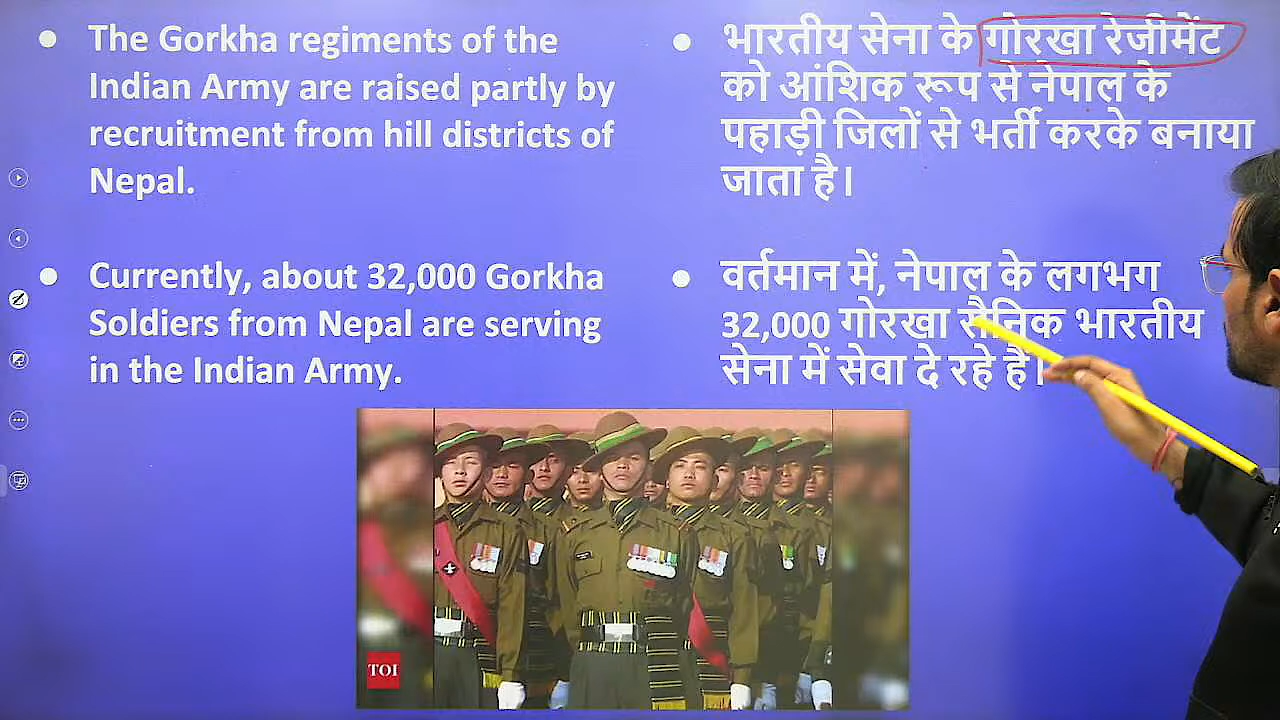 The Gorkha regiments of the
Indian Army are raised partly by
recruitment from hill districts of
Nepal.
Currently, about 32,000 Gorkha
Soldiers from Nepal are serving
in the Indian Army.
भारतीय सेना के गोरखा रेजीमेंट
को आंशिक रूप से नेपाल के
पहाड़ी जिलों से भर्ती करके बनाया
जाता है।
वर्तमान में, नेपाल के लगभग
32,000 गोरखा सैनिक भारतीय
सेना में सेवा दे रहे हैं।
TOI